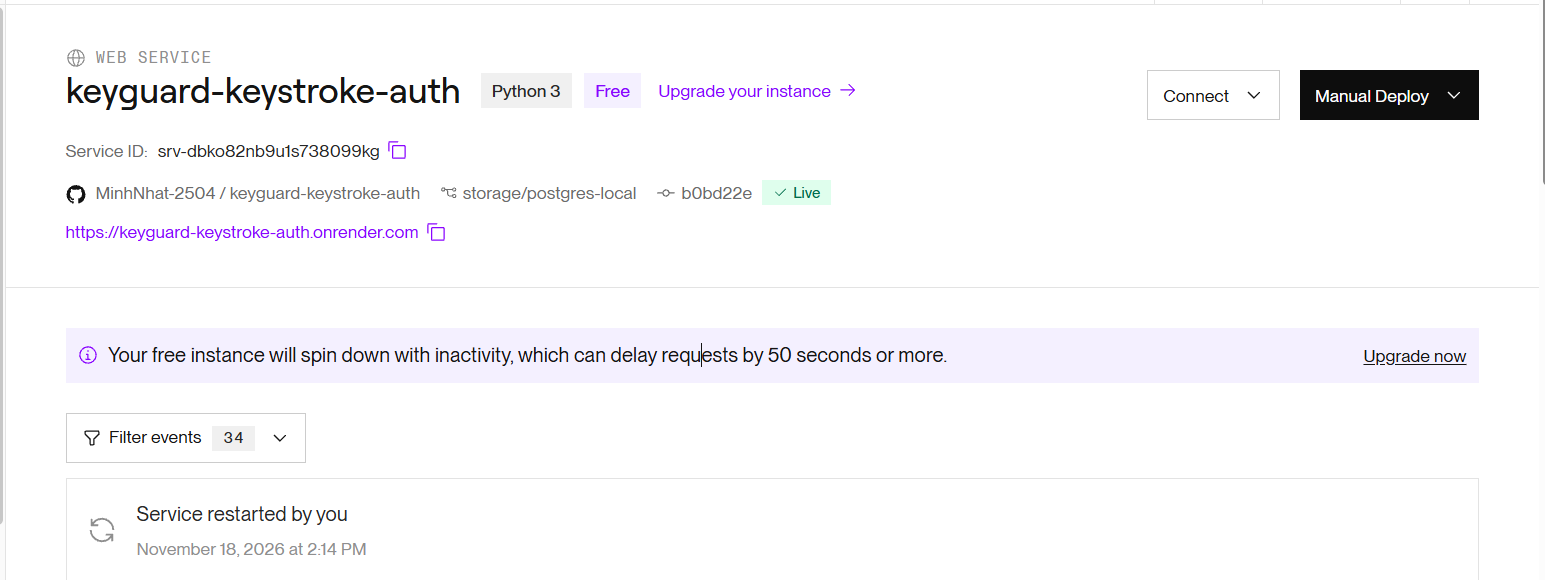 WEB SERVICE
keyguard-keystroke-auth Python 3 Free Upgrade your instance → Connect Manual Deploy
Service ID: srv-dbko82nb9u1s738099kg
MinhNhat-2504 / keyguard-keystroke-auth storage/postgres-local b0bd22e Live
https://keyguard-keystroke-auth.onrender.com
Your free instance will spin down with inactivity, which can delay requests by 50 seconds or more. Upgrade now
Filter events 34
Service restarted by you
November 18, 2026 at 2:14 PM